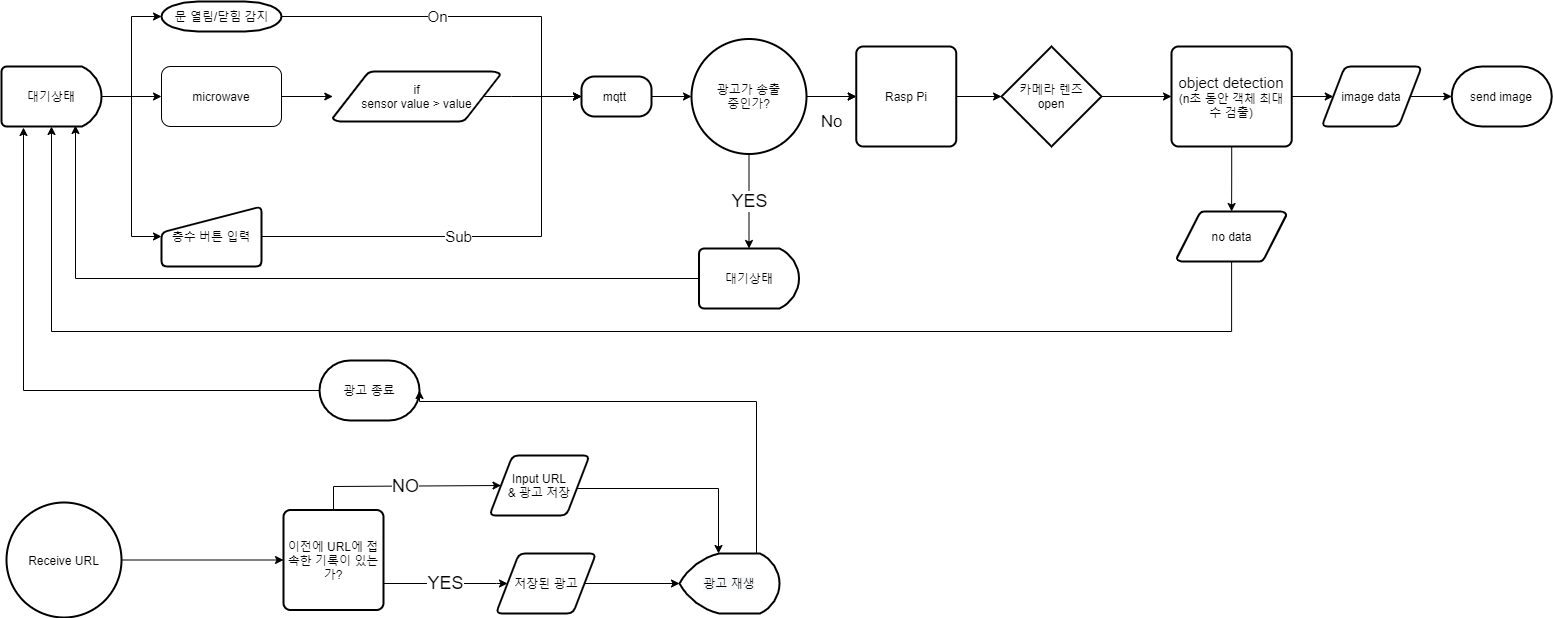 문 열림/닫힘 감지
On
대기상태
microwave
if
sensor value > value
mqtt
광고가 송출
중인가?
No
Rasp Pi
카메라 렌즈
open
object detection
(n초 동안 객체 최대
수 검출)
image data
send image
YES
층수 버튼 입력
Sub
no data
대기상태
광고 종료
NO
Input URL
& 광고 저장
Receive URL
이전에 URL에 접
속한 기록이 있는
가?
YES
저장된 광고
광고 재생